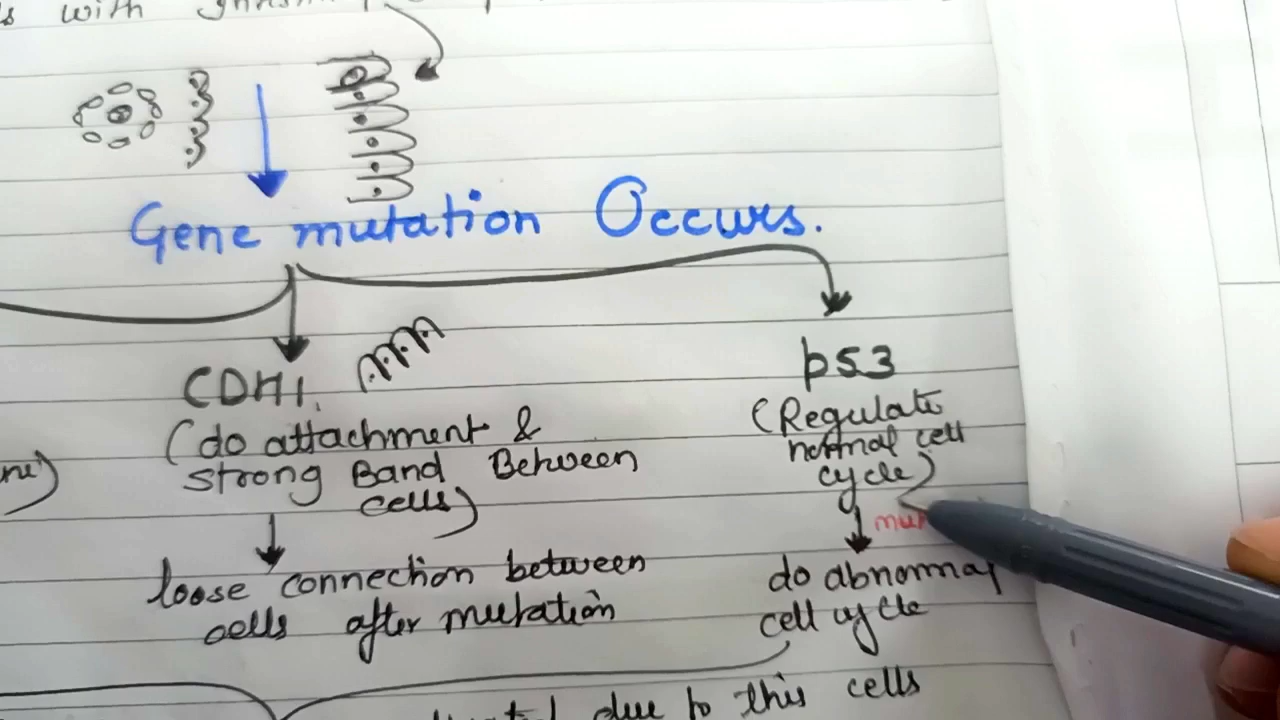 with
Gene mutation Occurs.
CDH1.
(do attachment &
strong Band Between
cells)
loose connection between
cells after mutation
p53
(Regulate
normal cell
cycle)
do abnormal
cell cycle
due to this cells